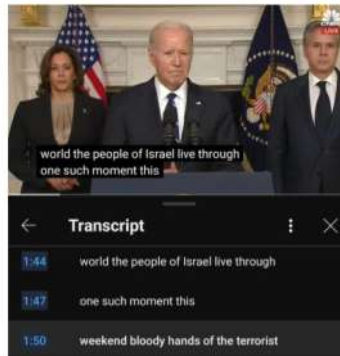 LIVE
world the people of Israel live through
one such moment this
Transcript
1:44 world the people of Israel live through
1:47 one such moment this
1:50 weekend bloody hands of the terrorist